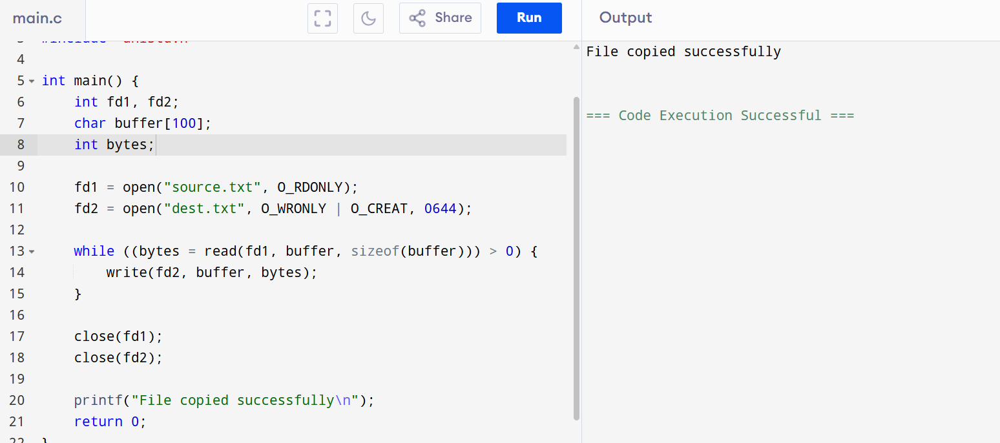 main.c
Share
Run
Output
4
5 int main() {
6 int fd1, fd2;
7 char buffer[100];
8 int bytes;
9
10 fd1 = open("source.txt", O_RDONLY);
11 fd2 = open("dest.txt", O_WRONLY | O_CREAT, 0644);
12
13 while ((bytes = read(fd1, buffer, sizeof(buffer))) > 0) {
14 write(fd2, buffer, bytes);
15 }
16
17 close(fd1);
18 close(fd2);
19
20 printf("File copied successfully\n");
21 return 0;
22 }
File copied successfully
=== Code Execution Successful ===